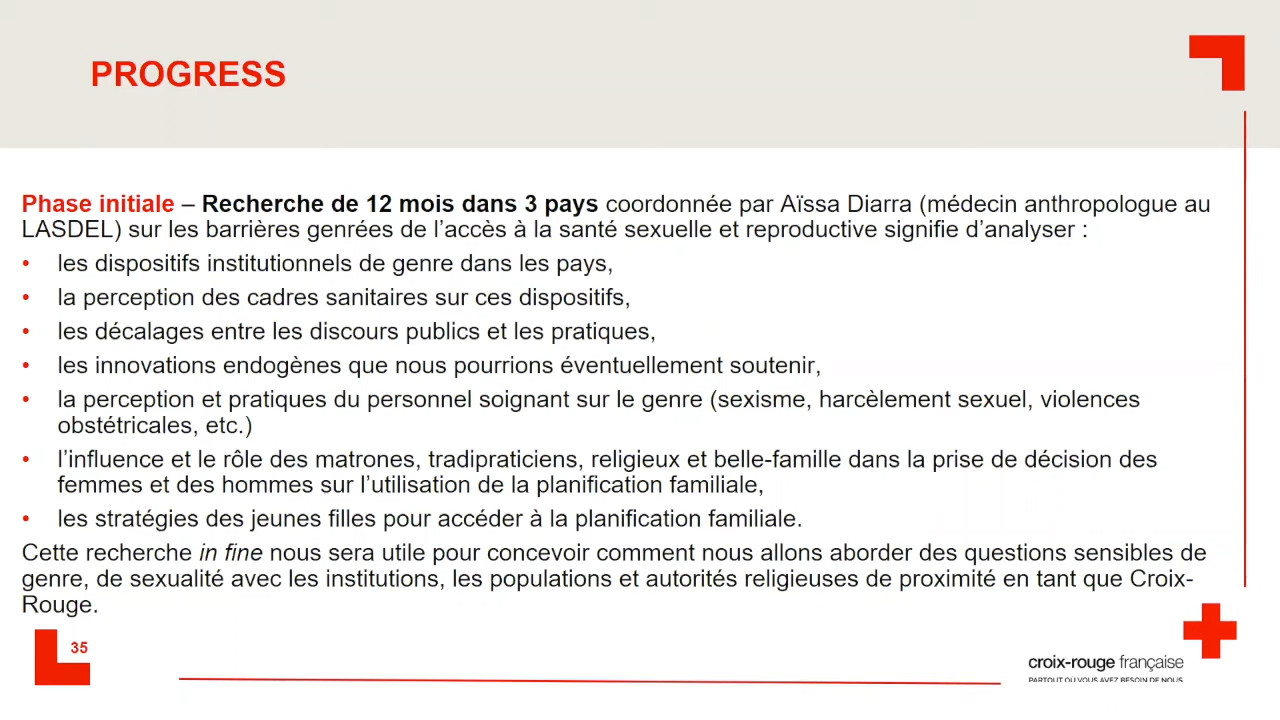 PROGRESS
Phase initiale – Recherche de 12 mois dans 3 pays coordonnée par Aïssa Diarra (médecin anthropologue au
LASDEL) sur les barrières genrées de l’accès à la santé sexuelle et reproductive signifie d’analyser :
• les dispositifs institutionnels de genre dans les pays,
• la perception des cadres sanitaires sur ces dispositifs,
• les décalages entre les discours publics et les pratiques,
• les innovations endogènes que nous pourrions éventuellement soutenir,
• la perception et pratiques du personnel soignant sur le genre (sexisme, harcèlement sexuel, violences
obstétricales, etc.)
• l’influence et le rôle des matrones, tradipraticiens, religieux et belle-famille dans la prise de décision des
femmes et des hommes sur l’utilisation de la planification familiale,
• les stratégies des jeunes filles pour accéder à la planification familiale.
Cette recherche in fine nous sera utile pour concevoir comment nous allons aborder des questions sensibles de
genre, de sexualité avec les institutions, les populations et autorités religieuses de proximité en tant que Croix-
Rouge.
35
croix-rouge française
PARTOUT OÙ VOUS AVEZ BESOIN DE NOUS